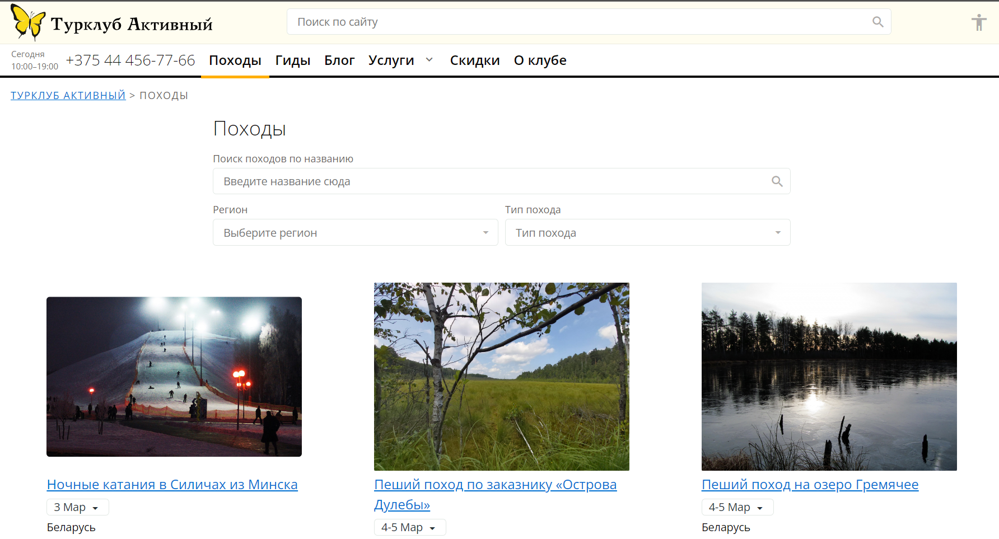 Турклуб Активный
Поиск по сайту
Сегодня
10:00–19:00
+375 44 456-77-66
Походы
Гиды
Блог
Услуги
Скидки
О клубе
ТУРКЛУБ АКТИВНЫЙ > ПОХОДЫ
Походы
Поиск походов по названию
Введите название сюда
Регион
Тип похода
Выберите регион
Тип похода
Ночные катания в Силичах из Минска
3 Мар
Беларусь
Пеший поход по заказнику «Острова
Дулебы»
4-5 Мар
Пеший поход на озеро Гремячее
4-5 Мар
Беларусь